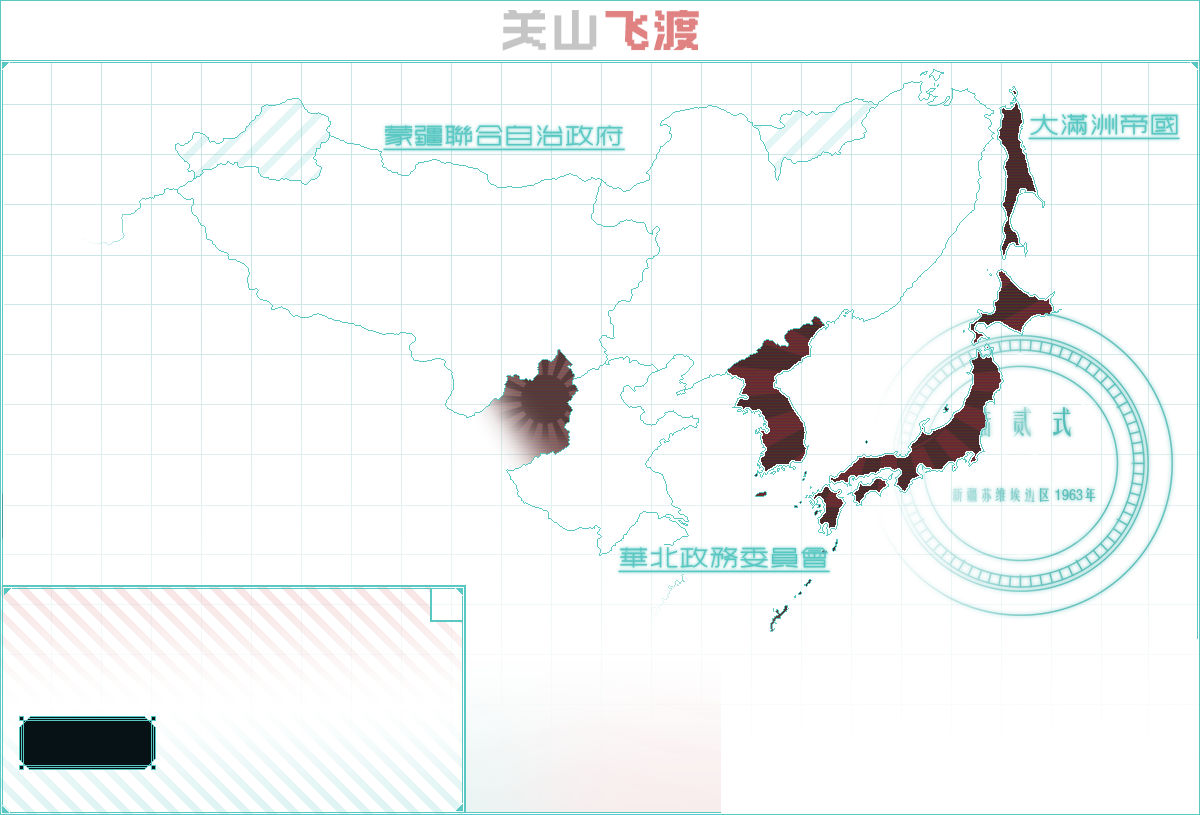 关山飞渡
大滿洲帝國
蒙疆聯合自治政府
贰式
新疆苏维埃边区1963年
華北政務委員會